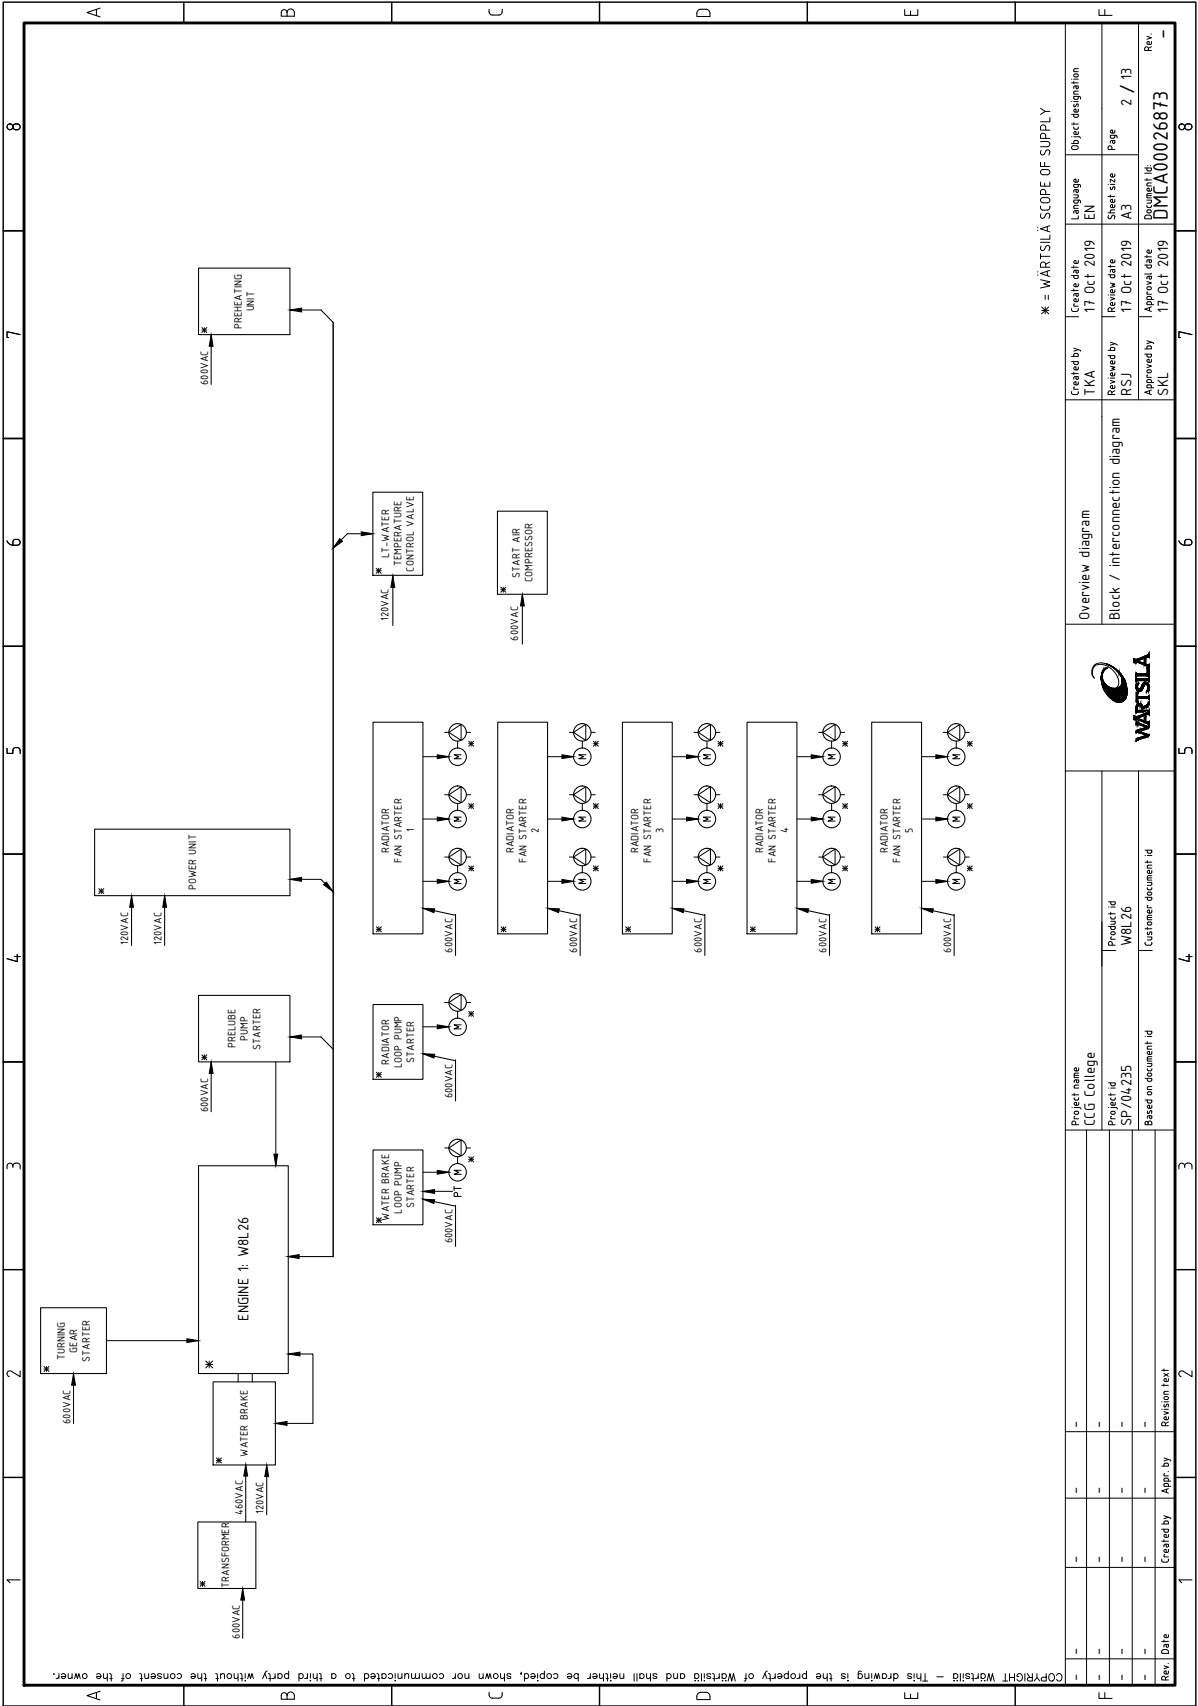 1
2
3
4
5
6
7
8
A
B
C
D
E
F
COPYRIGHT Wärtsilä – This drawing is the property of Wärtsilä and shall neither be copied, shown nor communicated to a third party without the consent of the owner.
600VAC
*
TURNING
GEAR
STARTER
600VAC
*
TRANSFORMER
460VAC
120VAC
*
WATER BRAKE
*
ENGINE 1: W8L26
600VAC
*
PRELUBE
PUMP
STARTER
120VAC
120VAC
*
POWER UNIT
600VAC
*
PREHEATING
UNIT
120VAC
*
LT-WATER
TEMPERATURE
CONTROL VALVE
600VAC
*
START AIR
COMPRESSOR
*
WATER BRAKE
LOOP PUMP
STARTER
600VAC
PT
M
*
*
RADIATOR
LOOP PUMP
STARTER
600VAC
M
*
*
RADIATOR
FAN STARTER
1
600VAC
M * M * M *
*
RADIATOR
FAN STARTER
2
600VAC
M * M * M *
*
RADIATOR
FAN STARTER
3
600VAC
M * M * M *
*
RADIATOR
FAN STARTER
4
600VAC
M * M * M *
*
RADIATOR
FAN STARTER
5
600VAC
M * M * M *
* = WÄRTSILÄ SCOPE OF SUPPLY
- - - - -
- - - - -
- - - - -
- - - - -
Rev. Date Created by Appr. by Revision text
Project name
CCG College
Project id
SP/04235
Product id
W8L26
Based on document id
Customer document id
WÄRTSILÄ
Overview diagram
Block / interconnection diagram
Created by
TKA
Create date
17 Oct 2019
Language
EN
Object designation
Reviewed by
RSJ
Review date
17 Oct 2019
Sheet size
A3
Page
2 / 13
Approved by
SKL
Approval date
17 Oct 2019
Document id
DMCA00026873
Rev.
-
1
2
3
4
5
6
7
8
A
B
C
D
E
F